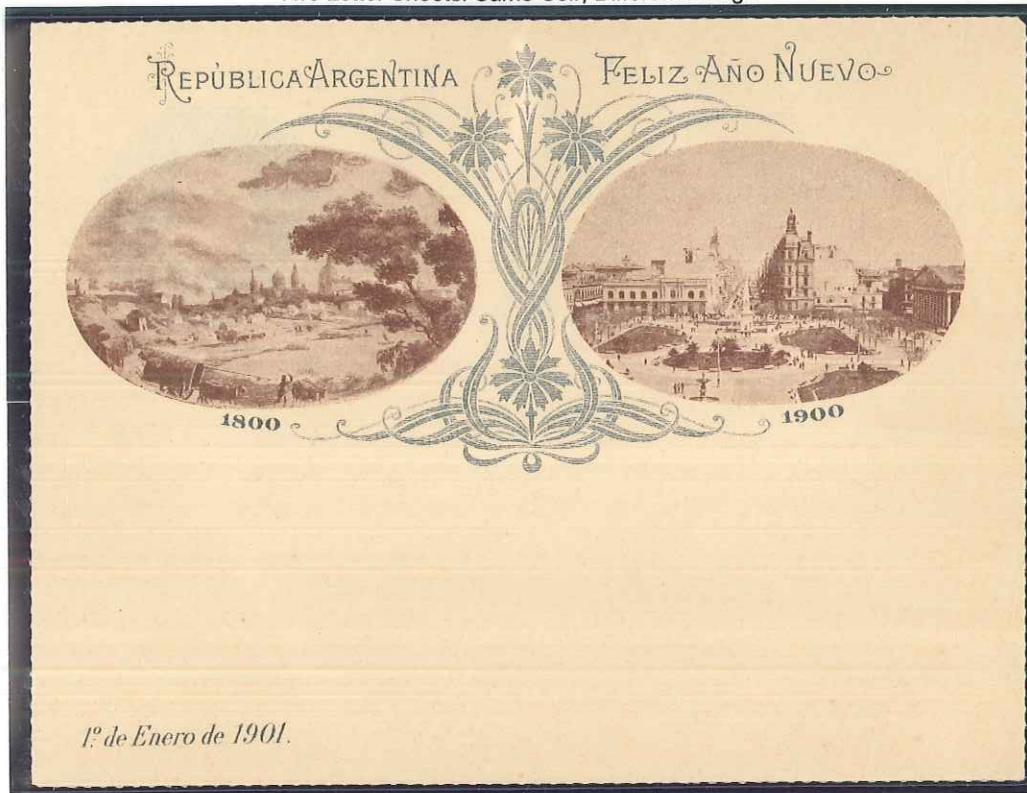 REPÚBLICA ARGENTINA
FELIZ AÑO NUEVO
1800
1900
1º de Enero de 1901.